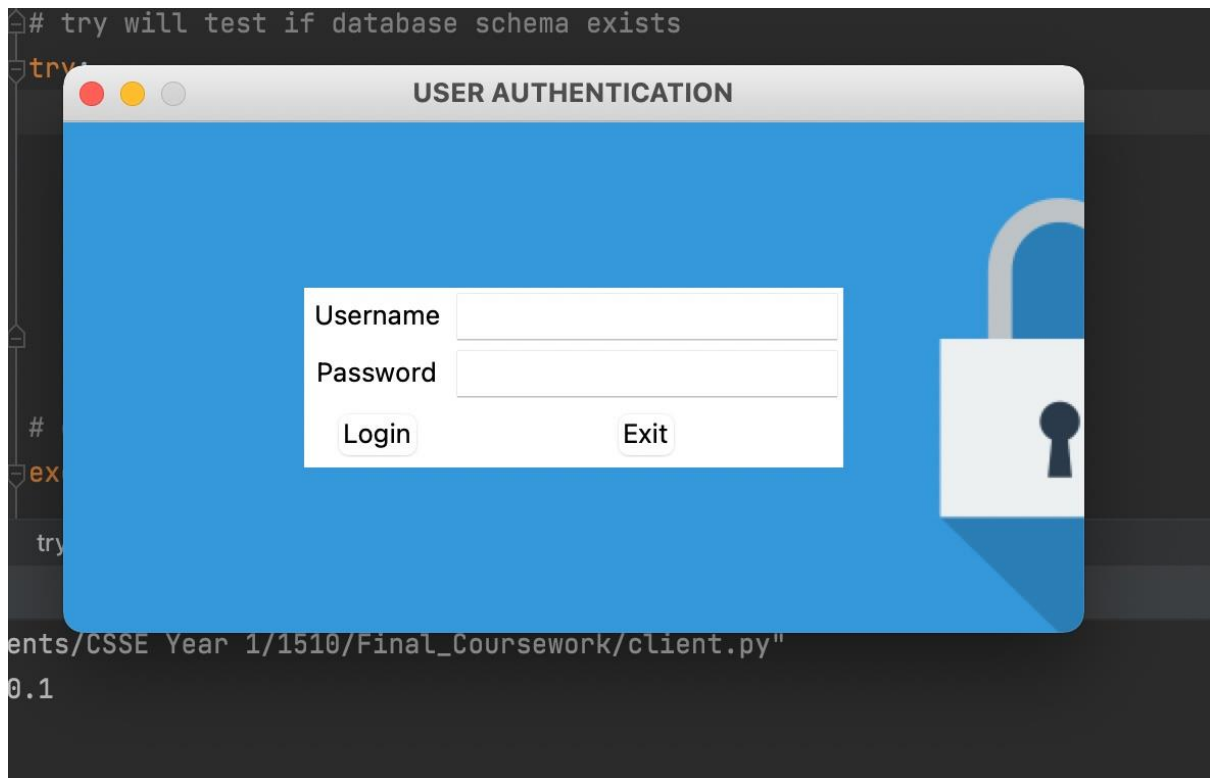 # try will test if database schema exists
try:
USER AUTHENTICATION
Username
Password
Login Exit
#
ex
try
ents/CSSE Year 1/1510/Final_Coursework/client.py"
0.1